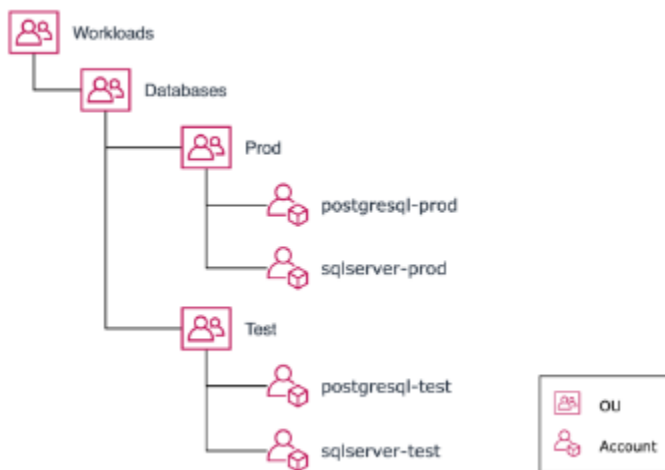 Workloads
Databases
Prod
postgresql-prod
sqlserver-prod
Test
postgresql-test
sqlserver-test
OU
Account